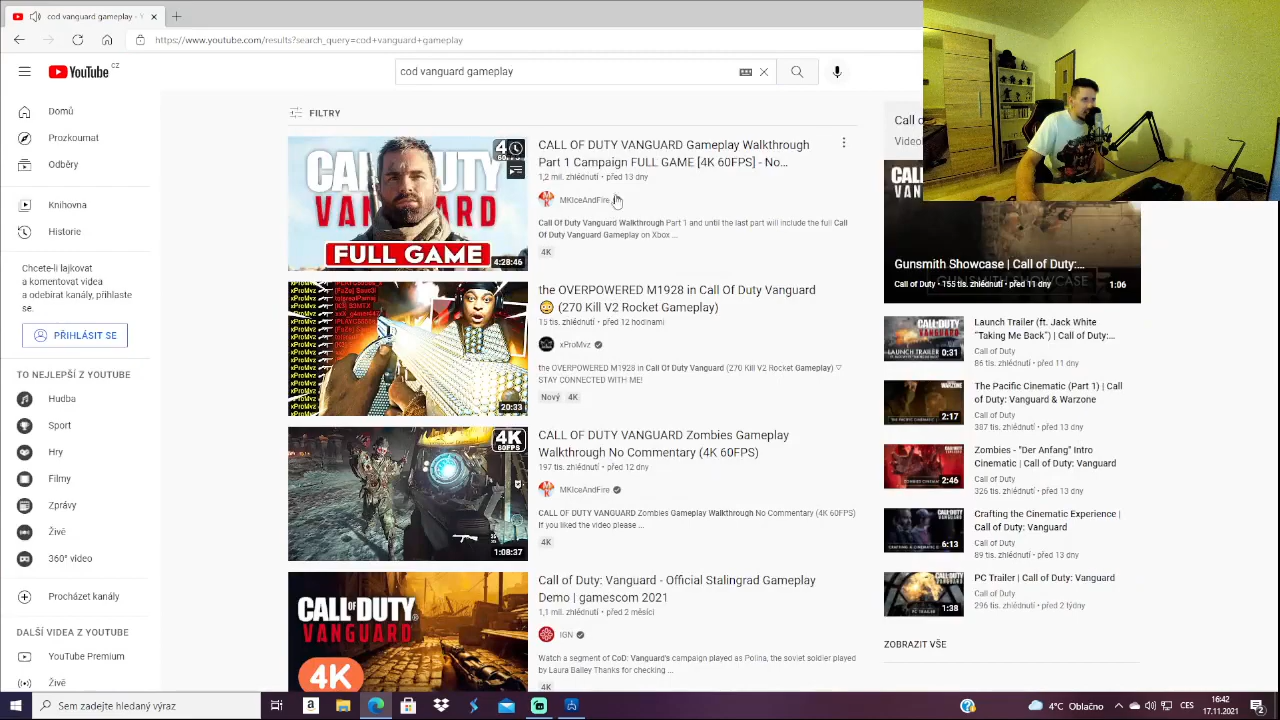 cod vanguard gameplay - YouTube
https://www.youtube.com/results?search_query=cod+vanguard+gameplay
YouTube CZ
cod vanguard gameplay
Domů
Prozkoumat
Odběry
Knihovna
Historie
Chcete-li lajkovat
a komentovat videa
a odebírat kanály, přihlaste
se.
PŘIHLÁSIT SE
TO NEJLEPŠÍ Z YOUTUBE
Hudba
Sport
Hry
Filmy
Zprávy
Živě
360° video
Procházet kanály
DALŠÍ VIDEA Z YOUTUBE
YouTube Premium
Živě
FILTRY
CALL OF DUTY
VANGUARD
FULL GAME
4:28:46
CALL OF DUTY VANGUARD Gameplay Walkthrough
Part 1 Campaign FULL GAME [4K 60FPS] - No...
1,2 mil. zhlédnutí • před 13 dny
MKIceAndFire
Call Of Duty Vanguard Walkthrough Part 1 and until the last part will include the full Call
Of Duty Vanguard Gameplay on Xbox ...
4K
20:33
the OVERPOWERED M1928 in Call Of Duty Vanguard
(270 Kill V2 Rocket Gameplay)
15 tis. zhlédnutí • před 12 hodinami
xProMvz
the OVERPOWERED M1928 in Call Of Duty Vanguard (270 Kill V2 Rocket Gameplay) ▽
STAY CONNECTED WITH ME!
Nový 4K
4K
60FPS
1:08:37
CALL OF DUTY VANGUARD Zombies Gameplay
Walkthrough No Commentary (4K 60FPS)
197 tis. zhlédnutí • před 12 dny
MKIceAndFire
CALL OF DUTY VANGUARD Zombies Gameplay Walkthrough No Commentary (4K 60FPS)
If you liked the video please ...
4K
CALL OF DUTY
VANGUARD
4K
Call of Duty: Vanguard - Official Stalingrad Gameplay
Demo | gamescom 2021
1,1 mil. zhlédnutí • před 2 měsíci
IGN
Watch a segment of CoD: Vanguard's campaign played as Polina, the soviet soldier played
by Laura Bailey Thanks for checking ...
4K
Call o
Video
Gunsmith Showcase | Call of Duty:...
GUNSMITH SHOWCASE
Call of Duty • 155 tis. zhlédnutí • před 11 dny
1:06
Launch Trailer (ft. Jack White
"Taking Me Back") | Call of Duty:...
Call of Duty
86 tis. zhlédnutí • před 11 dny
0:31
The Pacific Cinematic (Part 1) | Call
of Duty: Vanguard & Warzone
Call of Duty
387 tis. zhlédnutí • před 13 dny
2:17
Zombies - "Der Anfang" Intro
Cinematic | Call of Duty: Vanguard
Call of Duty
326 tis. zhlédnutí • před 13 dny
2:46
Crafting the Cinematic Experience |
Call of Duty: Vanguard
Call of Duty
89 tis. zhlédnutí • před 13 dny
6:13
PC Trailer | Call of Duty: Vanguard
Call of Duty
296 tis. zhlédnutí • před 2 týdny
1:38
ZOBRAZIT VŠE
Sem zadejte hledaný výraz
4°C Oblačno
CES
16:42
17.11.2021
2